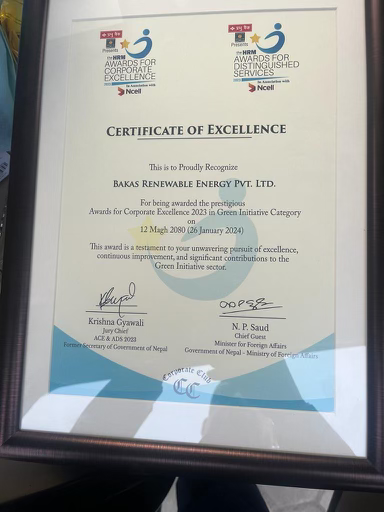 Presents
the HRM
AWARDS FOR
CORPORATE
EXCELLENCE
In Association with
Ncell
Presents
the HRM
AWARDS FOR
DISTINGUISHED
SERVICES
In Association with
Ncell
CERTIFICATE OF EXCELLENCE
This is to Proudly Recognize
BAKAS RENEWABLE ENERGY PVT. LTD.
For being awarded the prestigious
Awards for Corporate Excellence 2023 in Green Initiative Category
on
12 Magh 2080 (26 January 2024)
This award is a testament to your unwavering pursuit of excellence,
continuous improvement, and significant contributions to the
Green Initiative sector.
Krishna Gyawali
Jury Chief
ACE & ADS 2023
Former Secretary of Government of Nepal
N. P. Saud
Chief Guest
Minister for Foreign Affairs
Government of Nepal - Ministry of Foreign Affairs
Corporate Club
CC